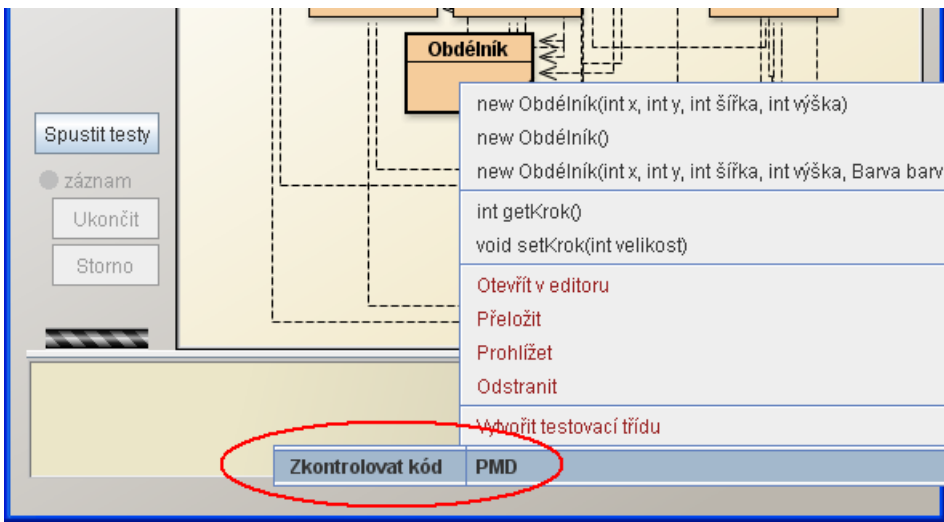 Obdélník
new Obdélník(int x, int y, int šířka, int výška)
new Obdélník()
new Obdélník(int x, int y, int šířka, int výška, Barva barv
int getKrok()
void setKrok(int velikost)
Otevřít v editoru
Přeložit
Prohlížet
Odstranit
Vytvořit testovací třídu
Zkontrolovat kód PMD
Spustit testy
záznam
Ukončit
Storno